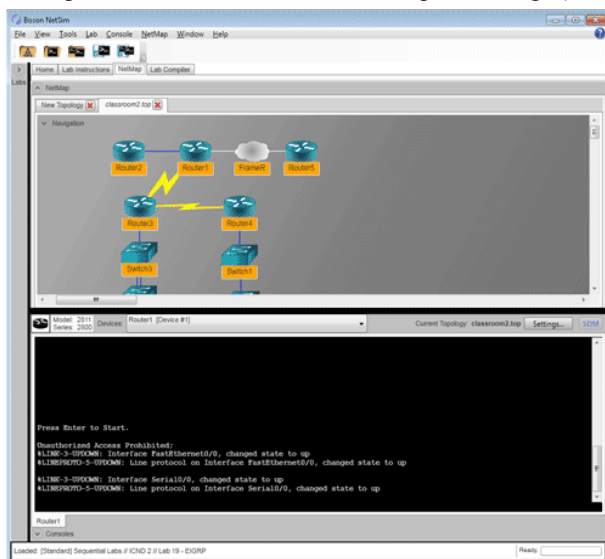 Boson NetSim
File View Tools Lab Console NetMap Window Help
Home Lab Instructions NetMap Lab Compiler
Labs
NetMap
New Topology classroom2.top
Navigation
Router2 Router1 FrameR Router5
Router3 Router4
Switch3 Switch1
Model: 2811
Series: 2800
Devices: Router1 [Device #1] Current Topology: classroom2.top Settings... SDM
Press Enter to Start.
Unauthorized Access Prohibited;
%LINK-3-UPDOWN: Interface FastEthernet0/0, changed state to up
%LINEPROTO-5-UPDOWN: Line protocol on Interface FastEthernet0/0, changed state to up
%LINK-3-UPDOWN: Interface Serial0/0, changed state to up
%LINEPROTO-5-UPDOWN: Line protocol on Interface Serial0/0, changed state to up
Router1
Consoles
Loaded: [Standard] Sequential Labs // ICND 2 // Lab 19 - EIGRP Ready.